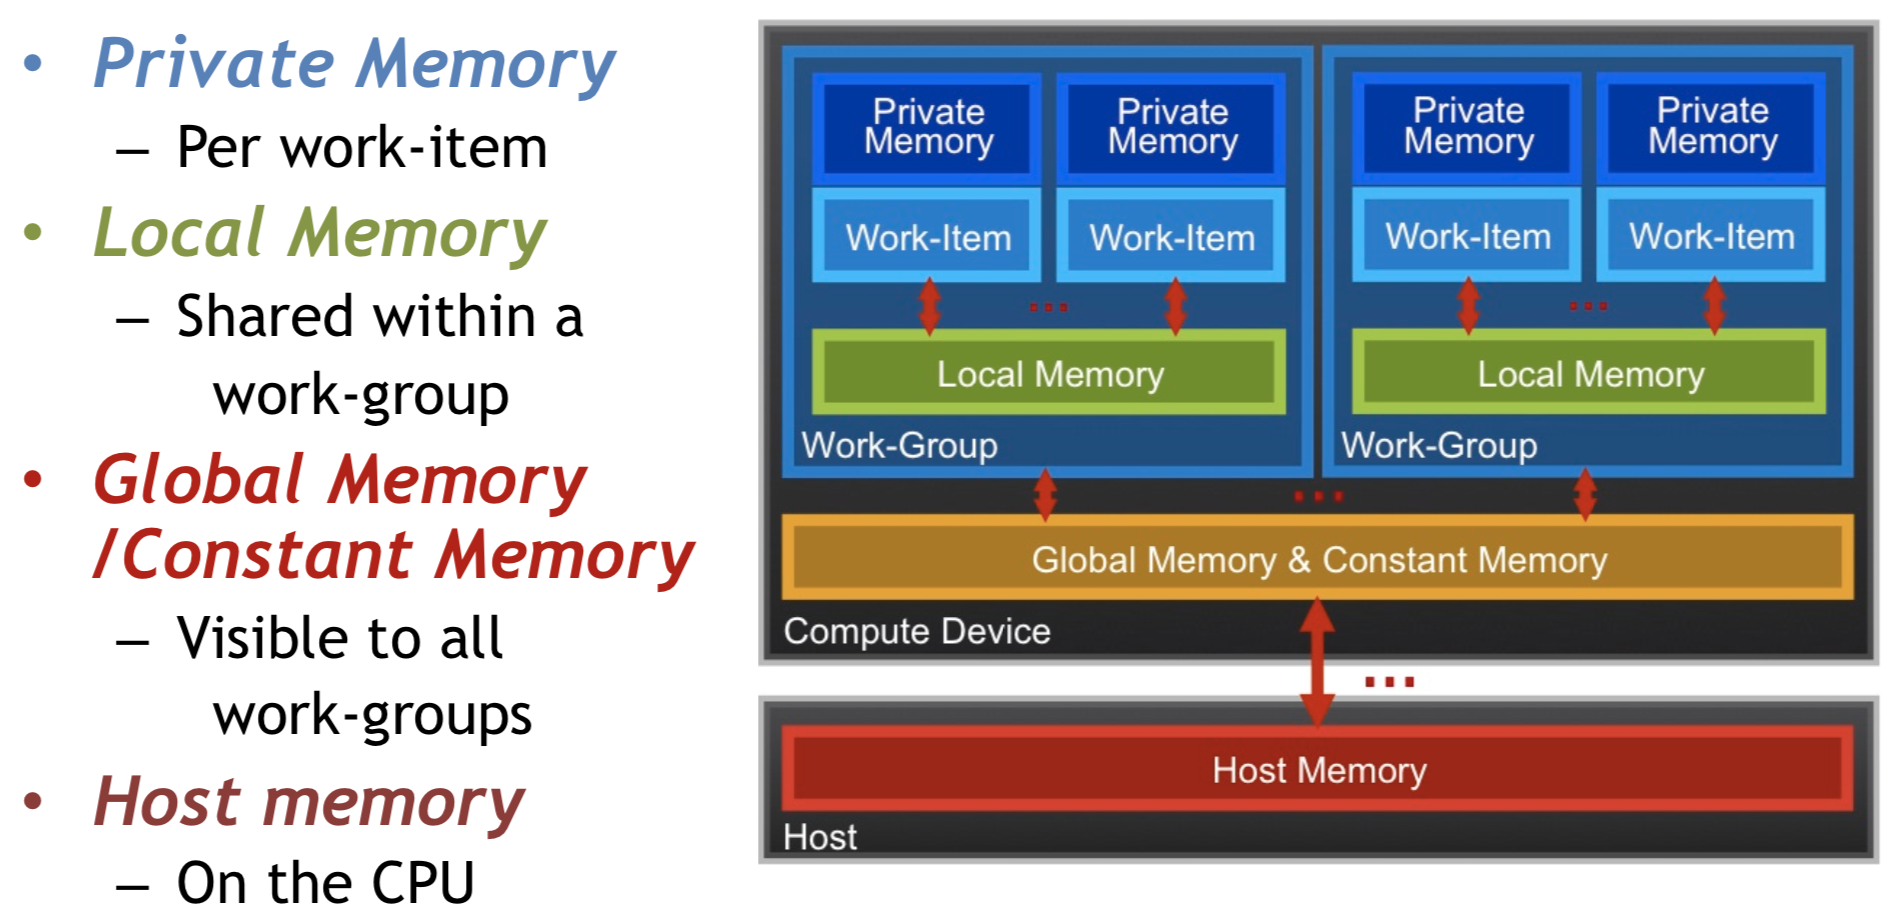 • Private Memory
– Per work-item
• Local Memory
– Shared within a
work-group
• Global Memory
/Constant Memory
– Visible to all
work-groups
• Host memory
– On the CPU
Private Memory
Private Memory
Private Memory
Private Memory
Work-Item
Work-Item
Work-Item
Work-Item
...
...
Local Memory
Local Memory
Work-Group
Work-Group
...
Global Memory & Constant Memory
Compute Device
...
Host Memory
Host